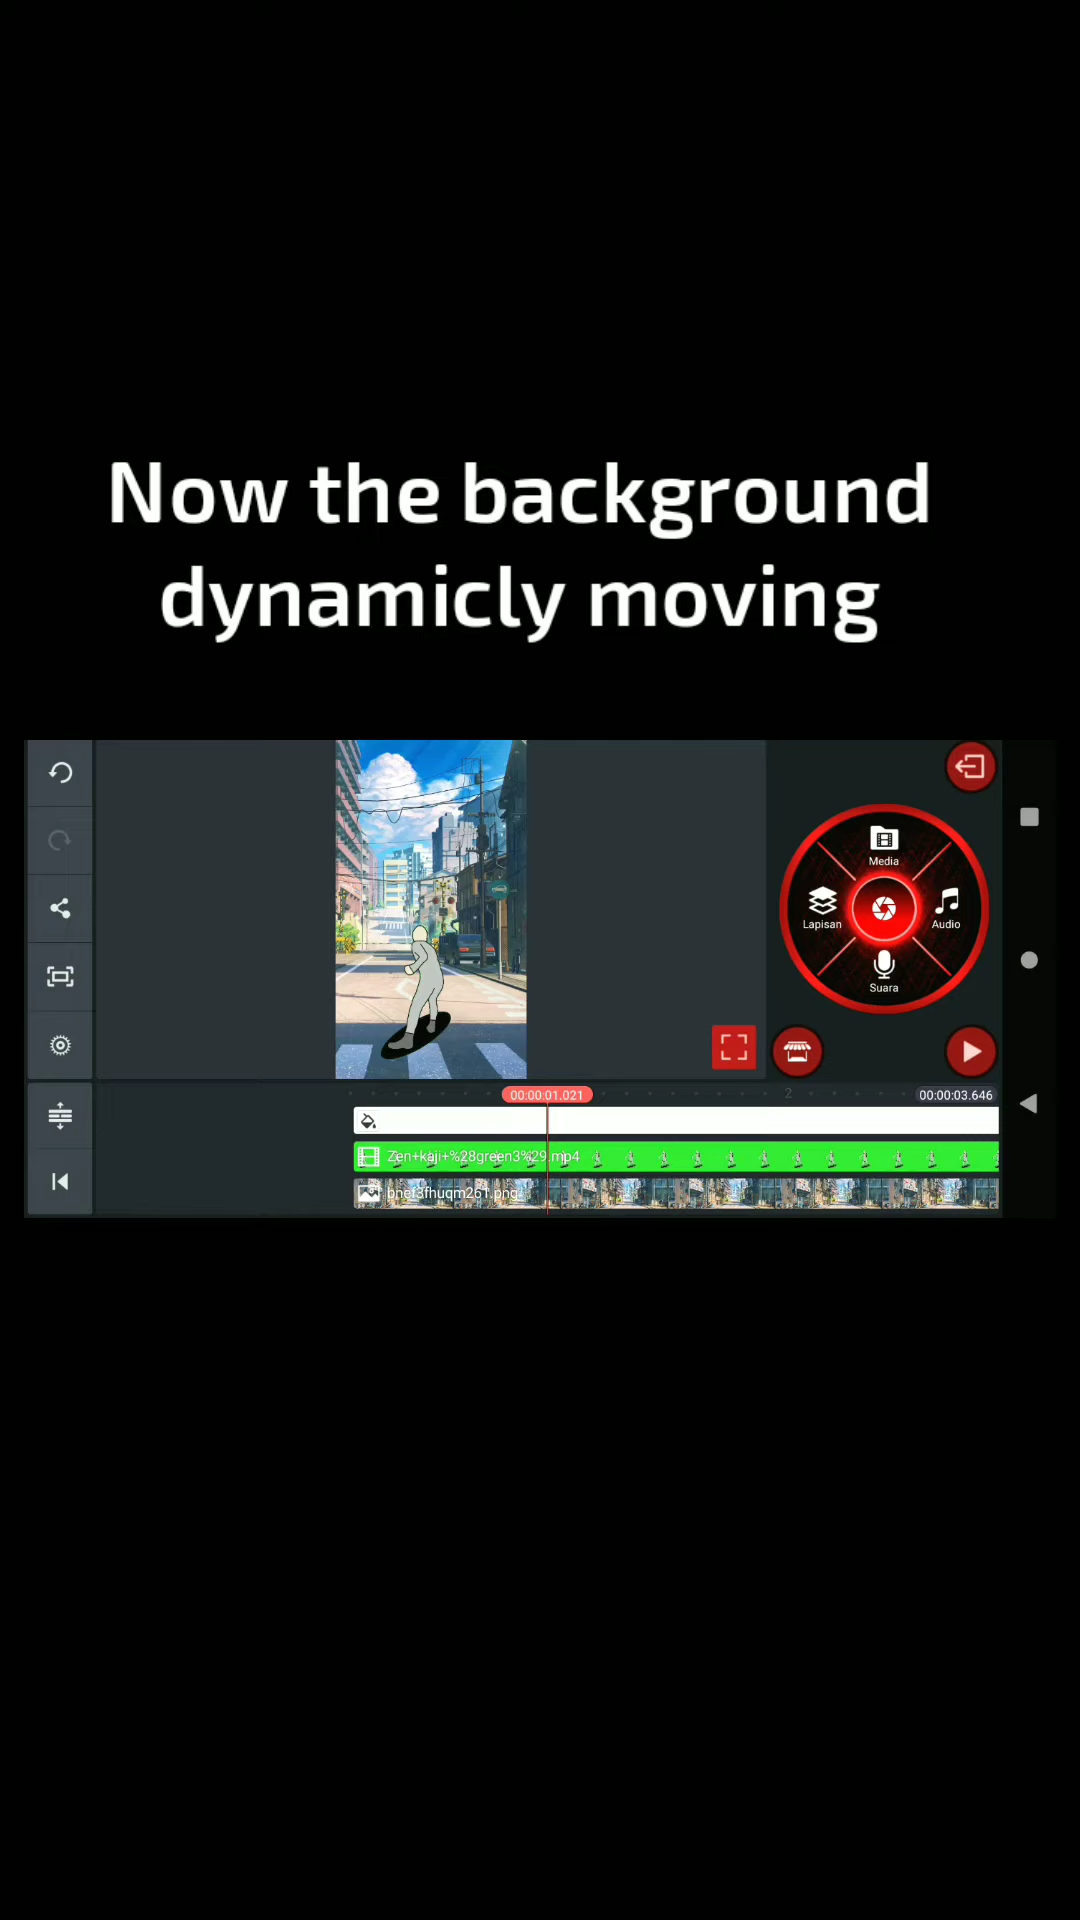 Now the background
dynamicly moving
Media
Lapisan
Audio
Suara
00:00:01.021
2
00:00:03.646
Zen+kaji+%28green3%29.mp4
bnef3fhuqm261.png